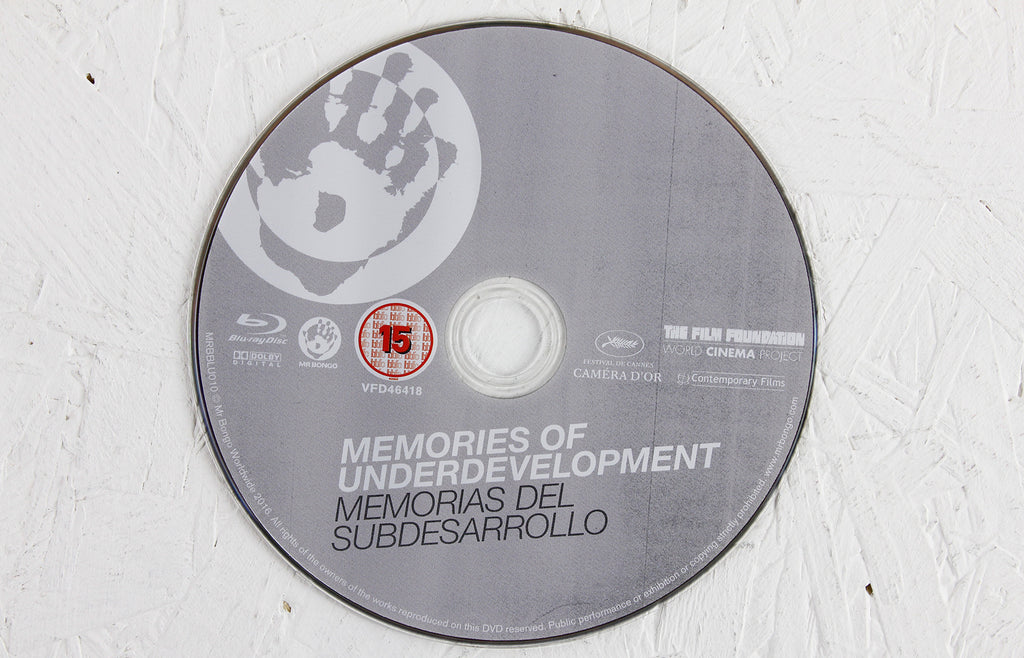 Blu-ray Disc
DOLBY
DIGITAL
MR.BONGO
15
VFD46418
FESTIVAL DE CANNES
CAMÉRA D'OR
THE FILM FOUNDATION
WORLD CINEMA PROJECT
Contemporary Films
MEMORIES OF
UNDERDEVELOPMENT
MEMORIAS DEL
SUBDESARROLLO
MRBBLU010 © Mr Bongo Worldwide 2016. All rights of the owners of the works reproduced on this DVD reserved. Public performance or exhibition or copying strictly prohibited. www.mrbongo.com